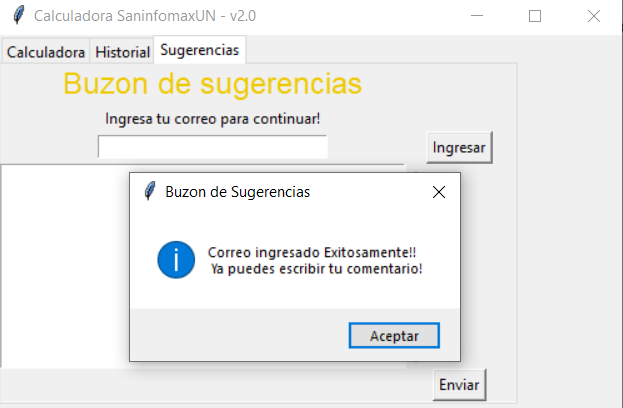 Calculadora SaninfomaxUN - v2.0
Calculadora Historial Sugerencias
Buzon de sugerencias
Ingresa tu correo para continuar!
Ingresar
Buzon de Sugerencias
Correo ingresado Exitosamente!!
Ya puedes escribir tu comentario!
Aceptar
Enviar